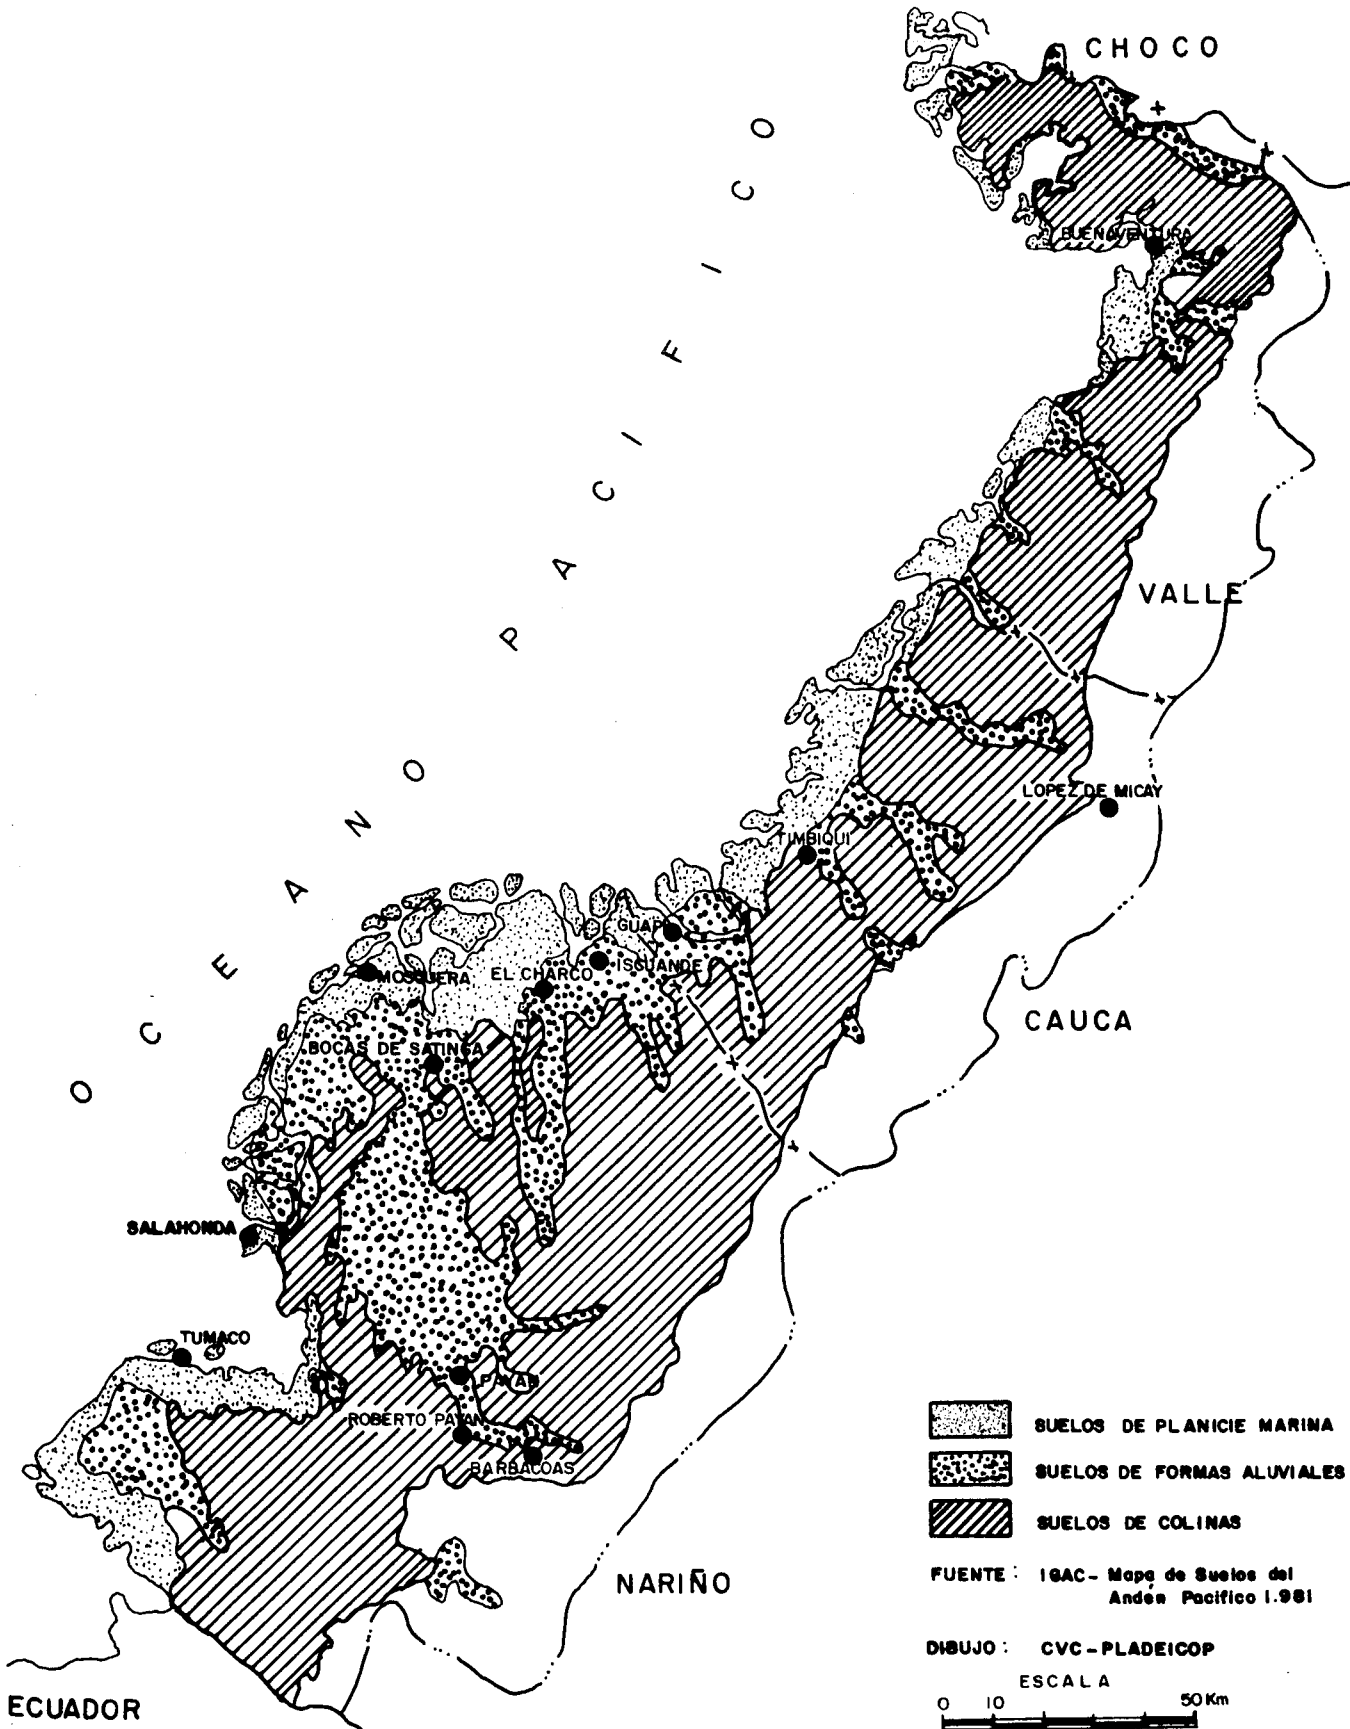 CHOCO
OCEANO PACIFICO
BUENAVENTURA
VALLE
LOPEZ DE MICAY
TIMBIQUI
GUAPI
ISCUANDE
EL CHARCO
MOSQUERA
CAUCA
BOCAS DE SATINGA
SALAHONDA
TUMACO
PAYAN
ROBERTO PAYAN
BARBACOAS
NARIÑO
ECUADOR
SUELOS DE PLANICIE MARINA
SUELOS DE FORMAS ALUVIALES
SUELOS DE COLINAS
FUENTE: IGAC- Mapa de Suelos del
Andén Pacífico 1.981
DIBUJO: CVC-PLADEICOP
ESCALA
0 10 50 Km